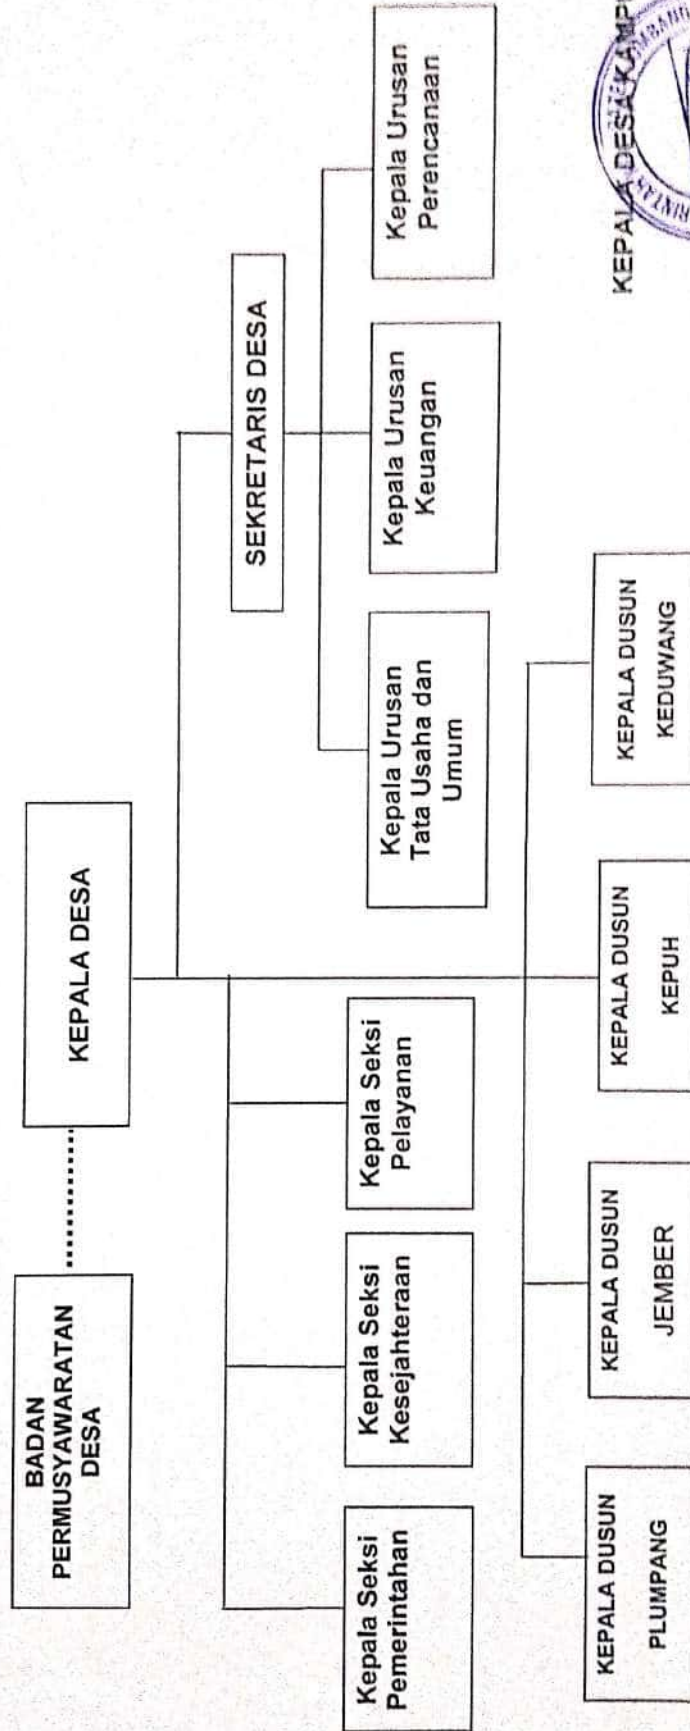 BADAN
PERMUSYAWARATAN
DESA
KEPALA DESA
SEKRETARIS DESA
Kepala Seksi
Pemerintahan
Kepala Seksi
Kesejahteraan
Kepala Seksi
Pelayanan
Kepala Urusan
Tata Usaha dan
Umum
Kepala Urusan
Keuangan
Kepala Urusan
Perencanaan
KEPALA DUSUN
PLUMPANG
KEPALA DUSUN
JEMBER
KEPALA DUSUN
KEPUH
KEPALA DUSUN
KEDUWANG
KEPALA DESA